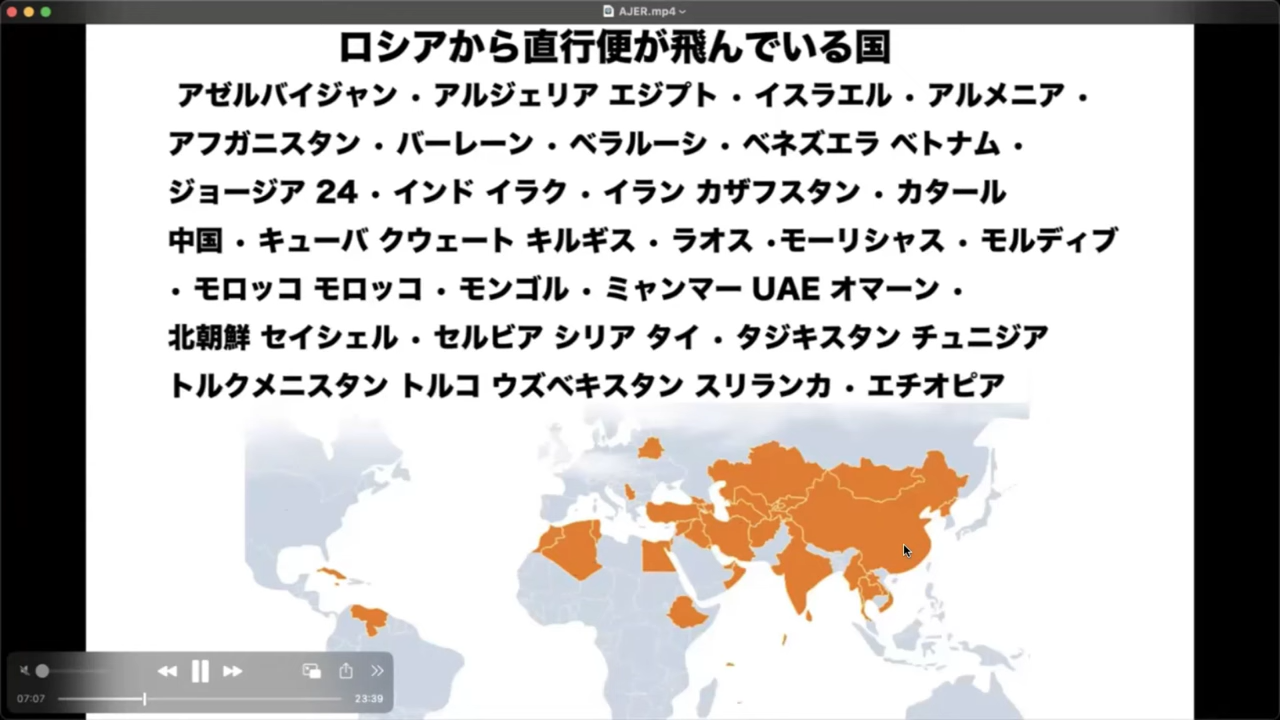 AJER.mp4
ロシアから直行便が飛んでいる国
アゼルバイジャン・アルジェリア エジプト・イスラエル・アルメニア・
アフガニスタン・バーレーン・ベラルーシ・ベネズエラ ベトナム・
ジョージア 24・インド イラク・イラン カザフスタン・カタール
中国・キューバ クウェート キルギス・ラオス・モーリシャス・モルディブ
・モロッコ モロッコ・モンゴル・ミャンマー UAE オマーン・
北朝鮮 セイシェル・セルビア シリア タイ・タジキスタン チュニジア
トルクメニスタン トルコ ウズベキスタン スリランカ・エチオピア
07:07
23:39